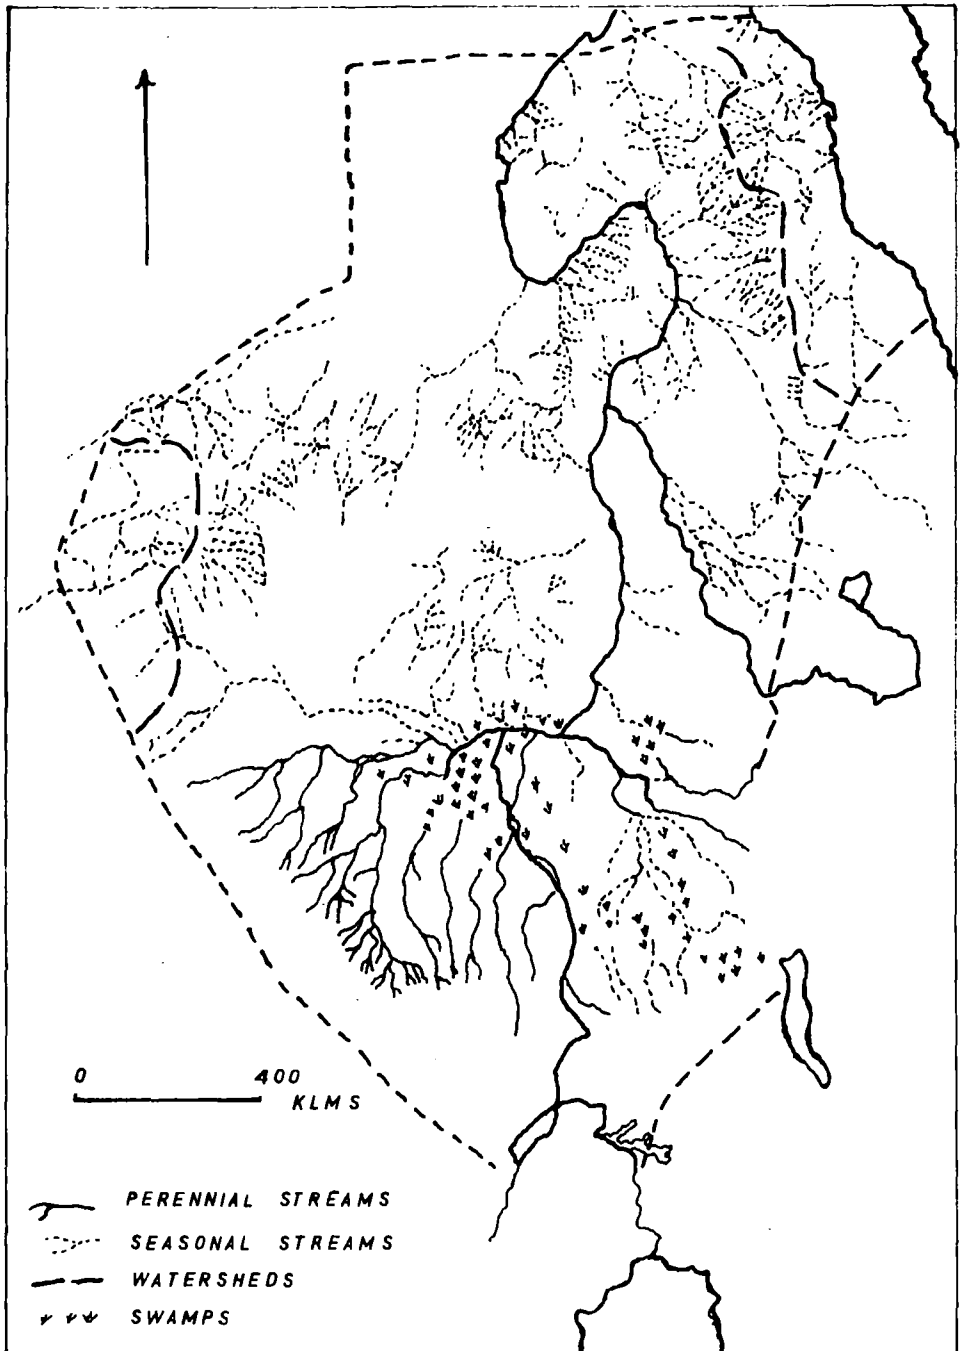 0 400
KLMS
PERENNIAL STREAMS
SEASONAL STREAMS
WATERSHEDS
SWAMPS